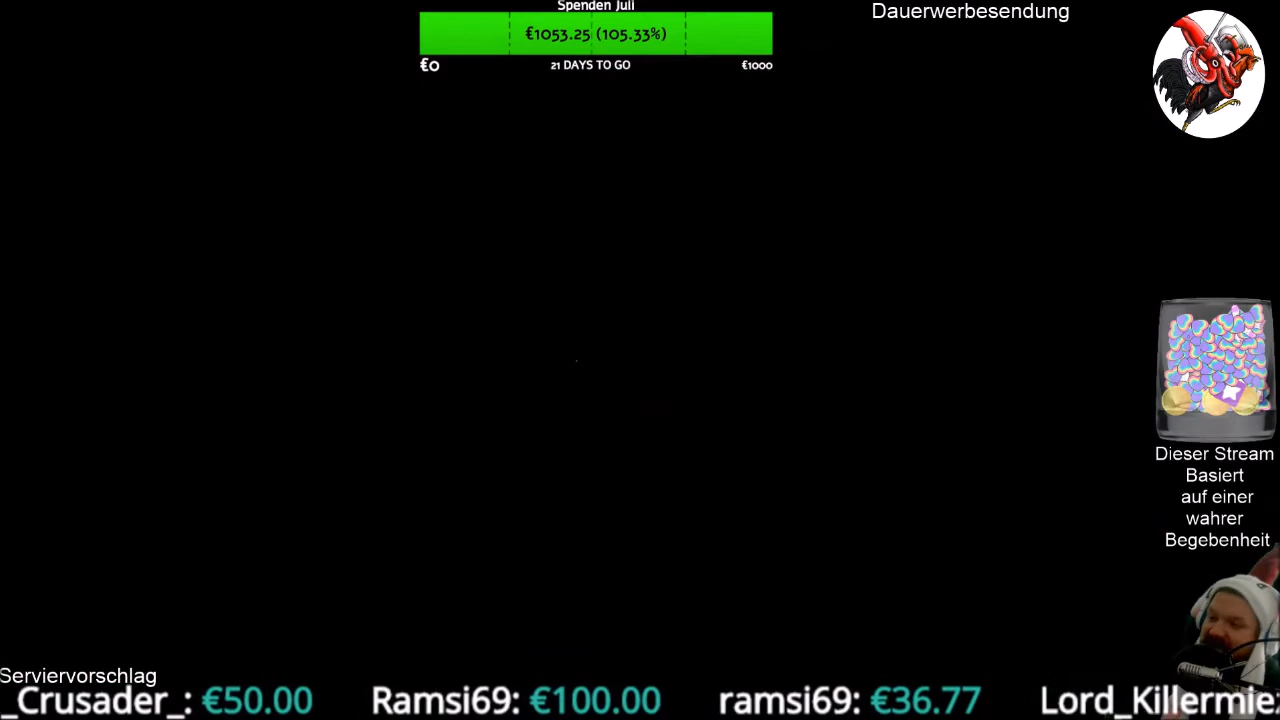 Spenden Juli
€1053.25 (105.33%)
€0 21 DAYS TO GO €1000
Dauerwerbesendung
Dieser Stream
Basiert
auf einer
wahrer
Begebenheit
Serviervorschlag
_Crusader_: €50.00 Ramsi69: €100.00 ramsi69: €36.77 Lord_Killermiez